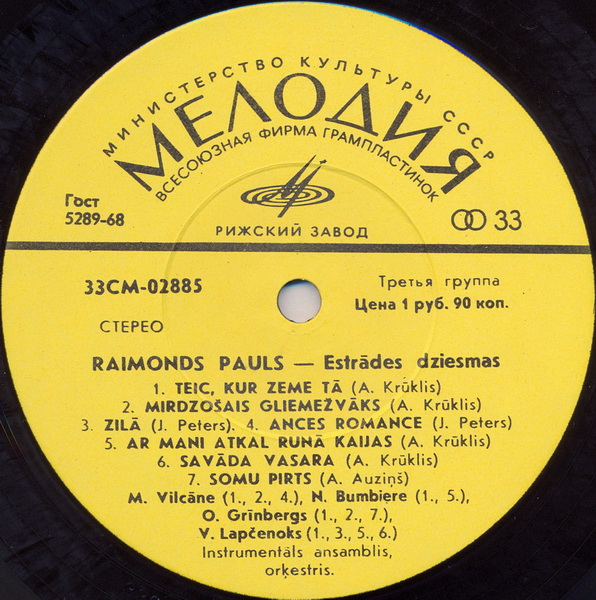 МИНИСТЕРСТВО КУЛЬТУРЫ СССР
МЕЛОДИЯ
ВСЕСОЮЗНАЯ ФИРМА ГРАМПЛАСТИНОК
Гост
5289-68
33
РИЖСКИЙ ЗАВОД
33СМ-02885
Третья группа
Цена 1 руб. 90 коп.
СТЕРЕО
RAIMONDS PAULS — Estrādes dziesmas
1. TEIC, KUR ZEME TĀ (A. Krūklis)
2. MIRDZOŠAIS GLIEMEŽVĀKS (A. Krūklis)
3. ZILĀ (J. Peters). 4. ANCES ROMANCE (J. Peters)
5. AR MANI ATKAL RUNĀ KAIJAS (A. Krūklis)
6. SAVĀDA VASARA (A. Krūklis)
7. SOMU PIRTS (A. Auziņš)
M. Vilcāne (1., 2., 4.), N. Bumbiere (1., 5.),
O. Grīnbergs (1., 2., 7.),
V. Lapčenoks (1., 3., 5., 6.)
Instrumentāls ansamblis,
orķestris.